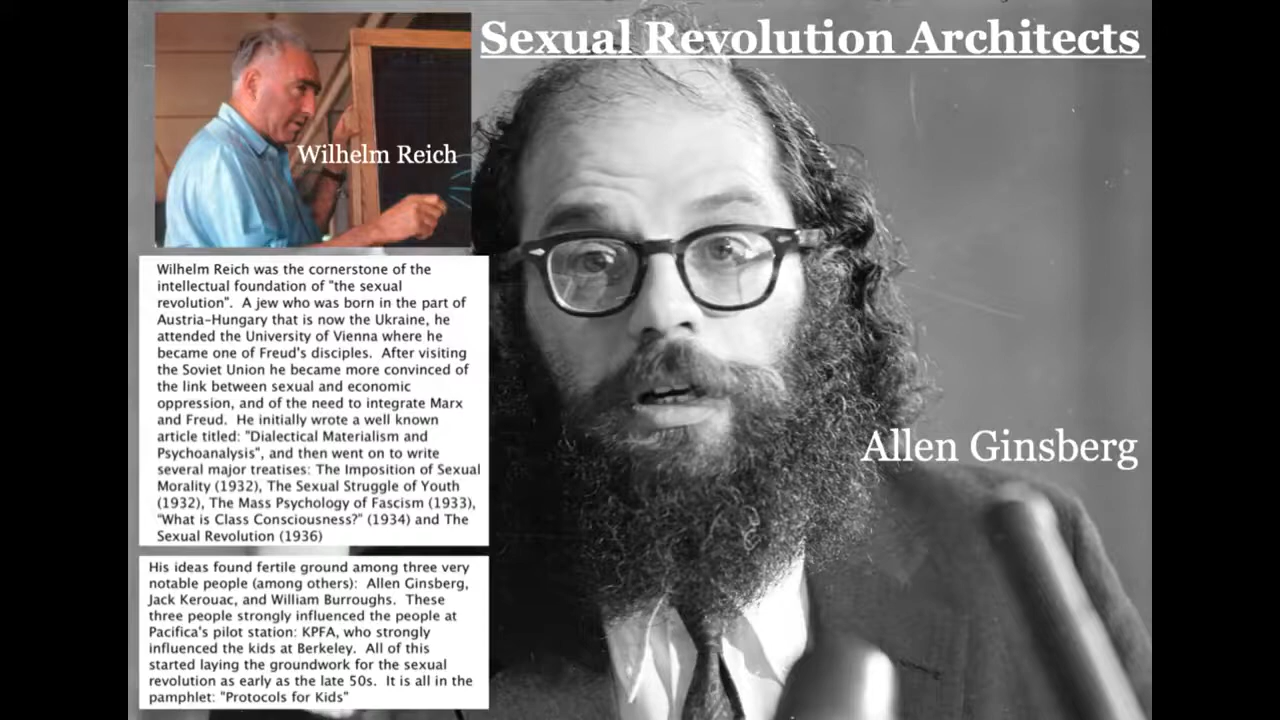 Sexual Revolution Architects
Wilhelm Reich
Wilhelm Reich was the cornerstone of the
intellectual foundation of "the sexual
revolution". A jew who was born in the part of
Austria-Hungary that is now the Ukraine, he
attended the University of Vienna where he
became one of Freud's disciples. After visiting
the Soviet Union he became more convinced of
the link between sexual and economic
oppression, and of the need to integrate Marx
and Freud. He initially wrote a well known
article titled: "Dialectical Materialism and
Psychoanalysis", and then went on to write
several major treatises: The Imposition of Sexual
Morality (1932), The Sexual Struggle of Youth
(1932), The Mass Psychology of Fascism (1933),
"What is Class Consciousness?" (1934) and The
Sexual Revolution (1936)
Allen Ginsberg
His ideas found fertile ground among three very
notable people (among others): Allen Ginsberg,
Jack Kerouac, and William Burroughs. These
three people strongly influenced the people at
Pacifica's pilot station: KPFA, who strongly
influenced the kids at Berkeley. All of this
started laying the groundwork for the sexual
revolution as early as the late 50s. It is all in the
pamphlet: "Protocols for Kids"